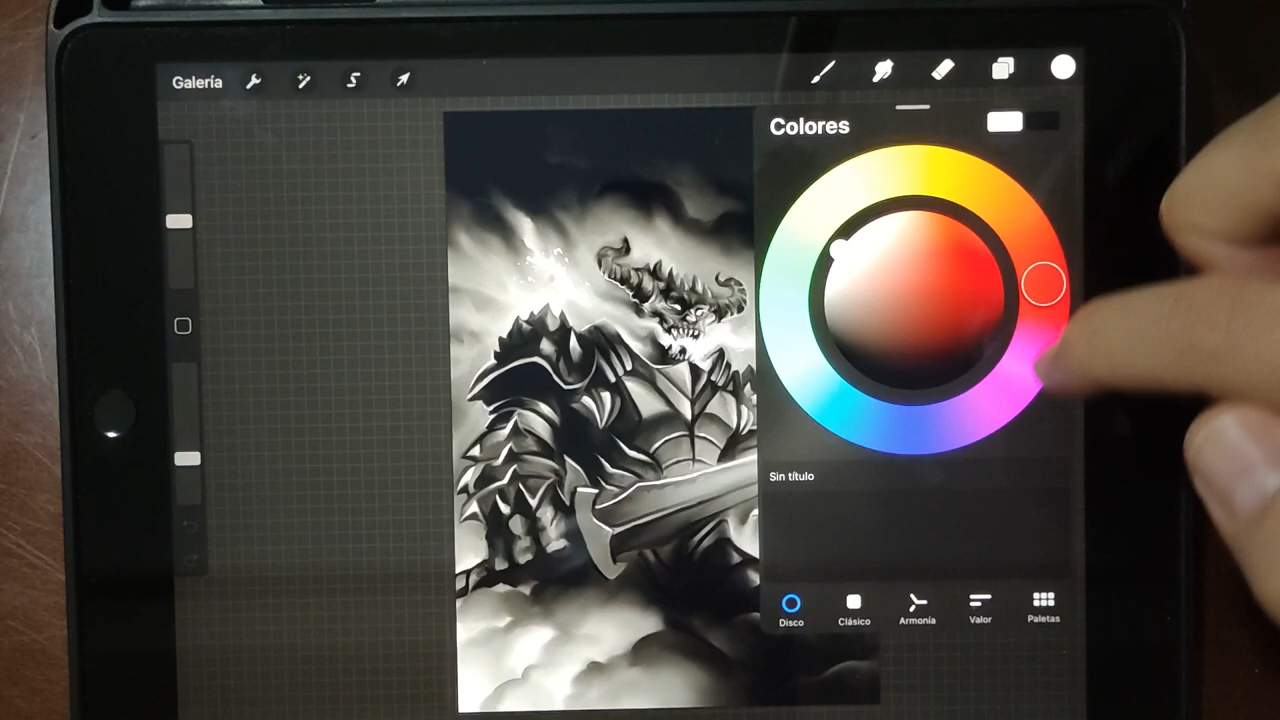 Galería
Colores
Sin título
Disco
Clásico
Armonía
Valor
Paletas